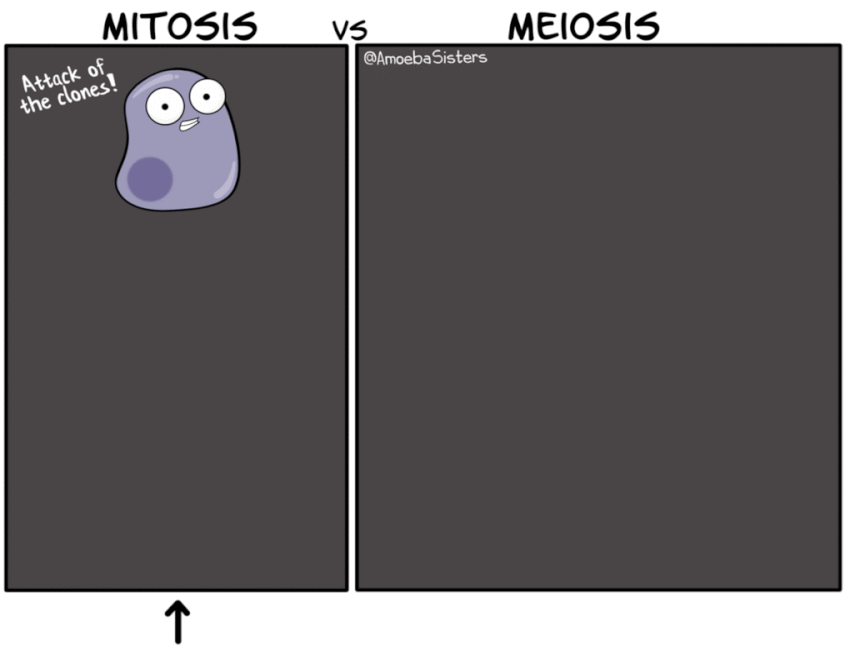 MITOSIS VS MEIOSIS
Attack of
the clones!
@AmoebaSisters